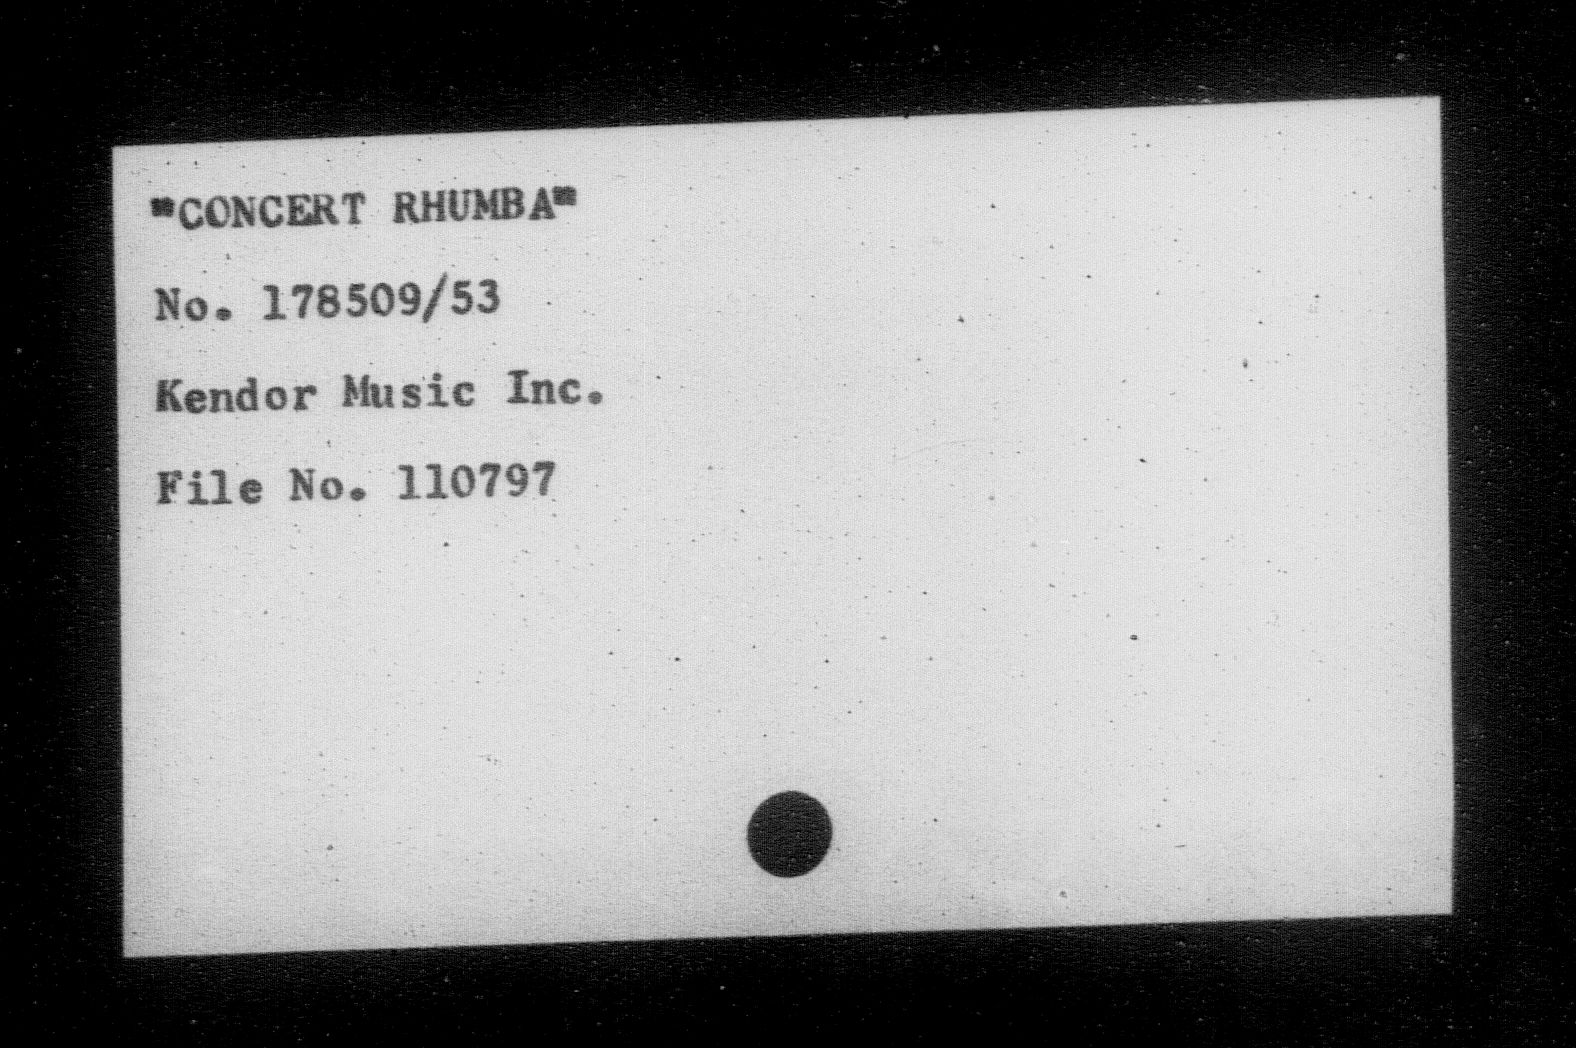 "CONCERT RHUMBA"
No. 178509/53
Kendor Music Inc.
File No. 110797